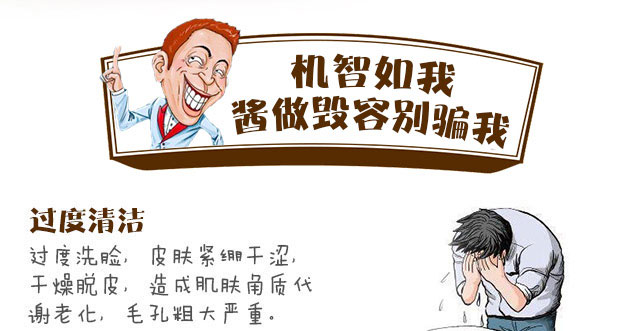 机智如我
酱做毁容别骗我
过度清洁
过度洗脸，皮肤紧绷干涩，
干燥脱皮，造成肌肤角质代
谢老化，毛孔粗大严重。